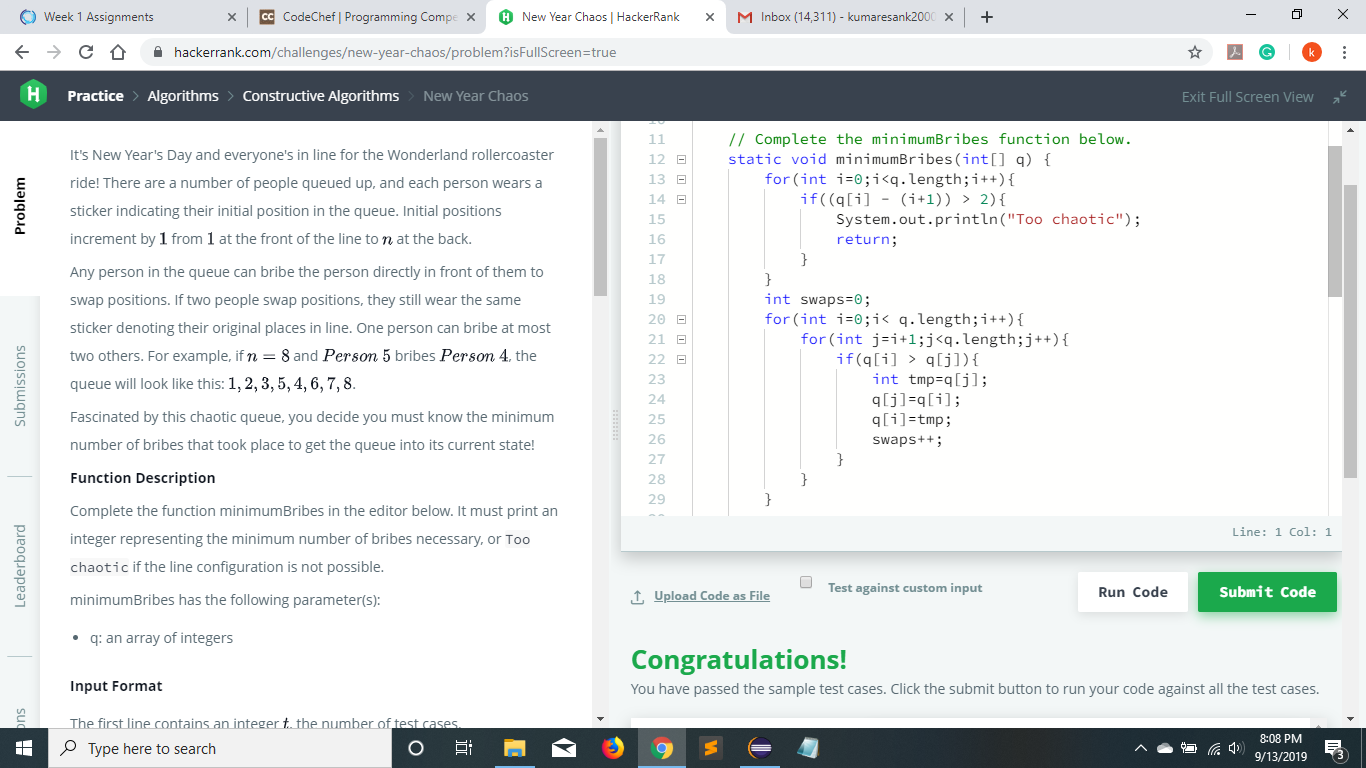 Week 1 Assignments
CodeChef | Programming Compe
New Year Chaos | HackerRank
Inbox (14,311) - kumaresank200
hackerrank.com/challenges/new-year-chaos/problem?isFullScreen=true
k
H
Practice > Algorithms > Constructive Algorithms > New Year Chaos
Exit Full Screen View
Problem
Submissions
Leaderboard
It's New Year's Day and everyone's in line for the Wonderland rollercoaster
ride! There are a number of people queued up, and each person wears a
sticker indicating their initial position in the queue. Initial positions
increment by 1 from 1 at the front of the line to n at the back.
Any person in the queue can bribe the person directly in front of them to
swap positions. If two people swap positions, they still wear the same
sticker denoting their original places in line. One person can bribe at most
two others. For example, if n = 8 and Person 5 bribes Person 4, the
queue will look like this: 1, 2, 3, 5, 4, 6, 7, 8.
Fascinated by this chaotic queue, you decide you must know the minimum
number of bribes that took place to get the queue into its current state!
Function Description
Complete the function minimumBribes in the editor below. It must print an
integer representing the minimum number of bribes necessary, or Too
chaotic if the line configuration is not possible.
minimumBribes has the following parameter(s):
• q: an array of integers
Input Format
The first line contains an integer t, the number of test cases.
11 // Complete the minimumBribes function below.
12 static void minimumBribes(int[] q) {
13 for(int i=0;i<q.length;i++){
14 if((q[i] - (i+1)) > 2){
15 System.out.println("Too chaotic");
16 return;
17 }
18 }
19 int swaps=0;
20 for(int i=0;i< q.length;i++){
21 for(int j=i+1;j<q.length;j++){
22 if(q[i] > q[j]){
23 int tmp=q[j];
24 q[j]=q[i];
25 q[i]=tmp;
26 swaps++;
27 }
28 }
29 }
Line: 1 Col: 1
Upload Code as File
Test against custom input
Run Code
Submit Code
Congratulations!
You have passed the sample test cases. Click the submit button to run your code against all the test cases.
Type here to search
8:08 PM
9/13/2019
3